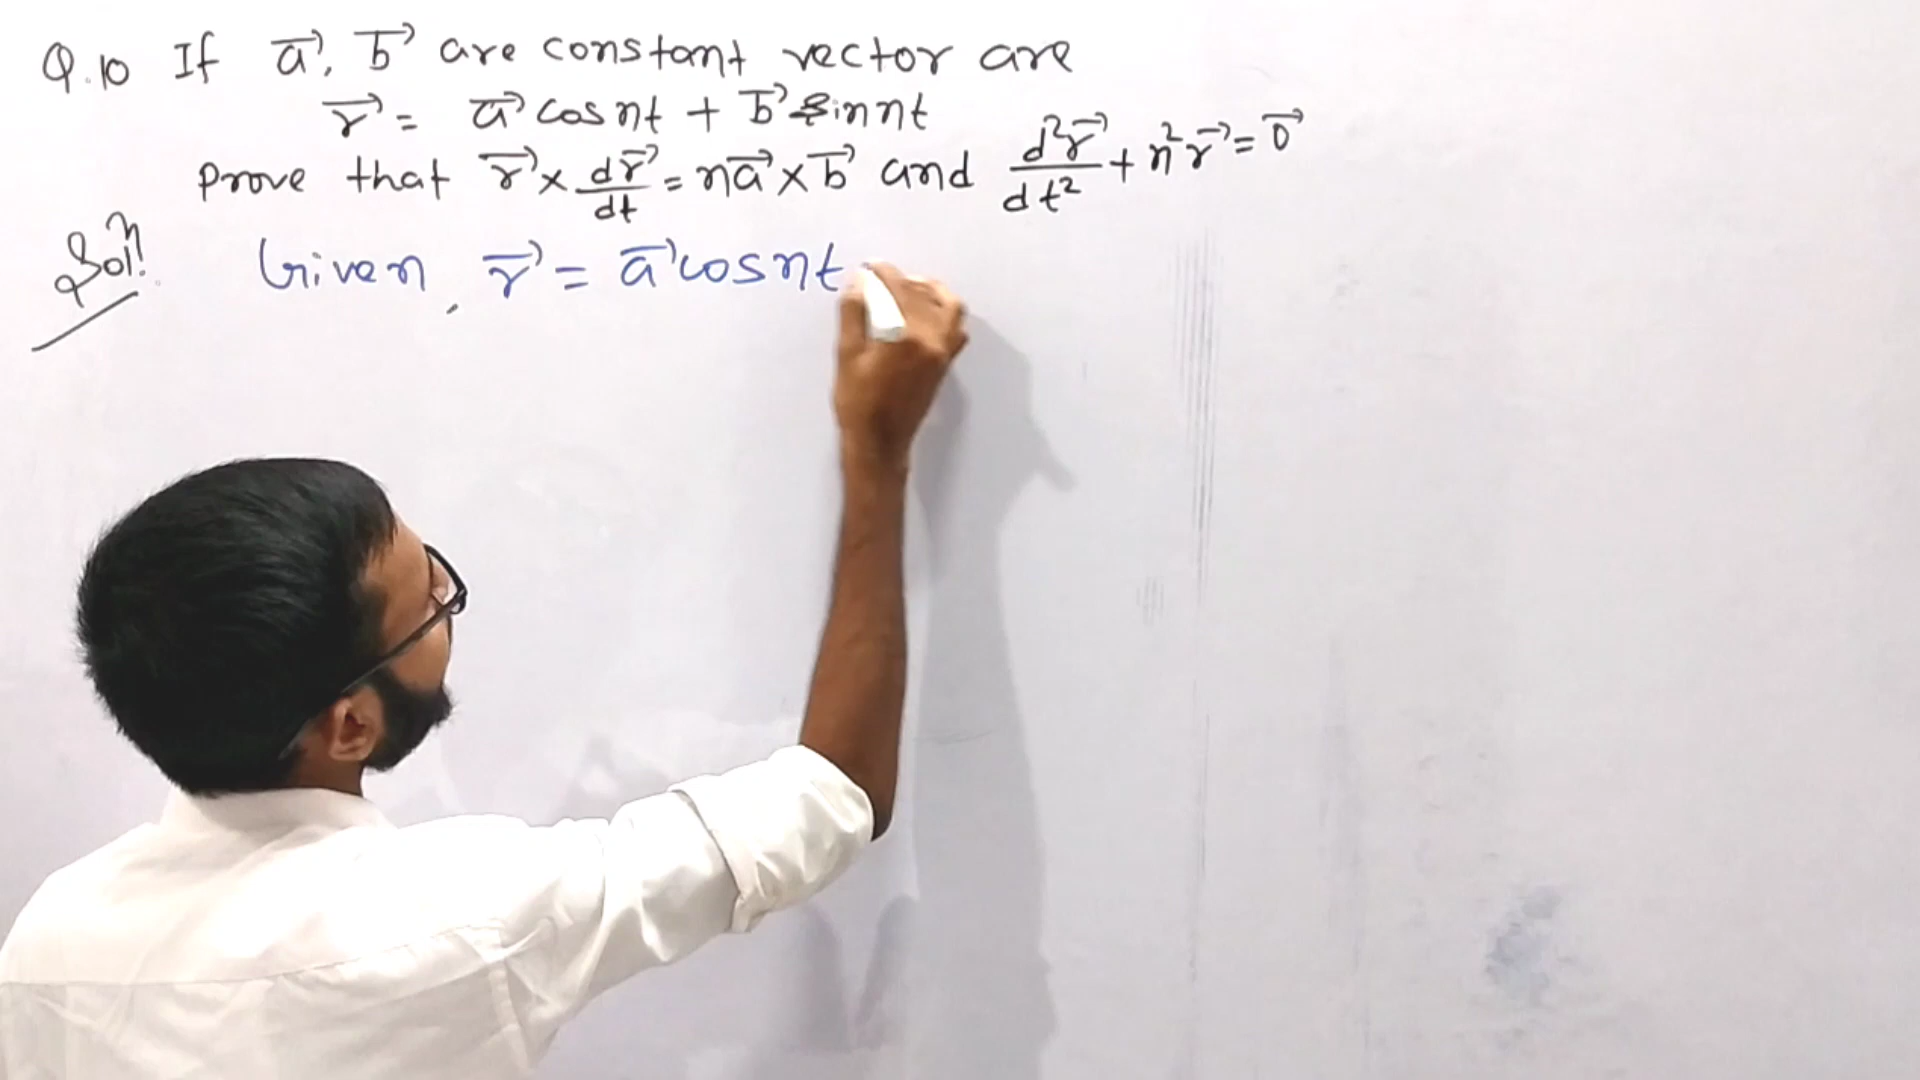 Q.10 If a⃗, b⃗ are constant vector are
r⃗ = a⃗ cos nt + b⃗ sin nt
prove that r⃗ × dr⃗/dt = n a⃗ × b⃗ and d²r⃗/dt² + n² r⃗ = 0⃗
Solⁿ. Given, r⃗ = a⃗ cos nt